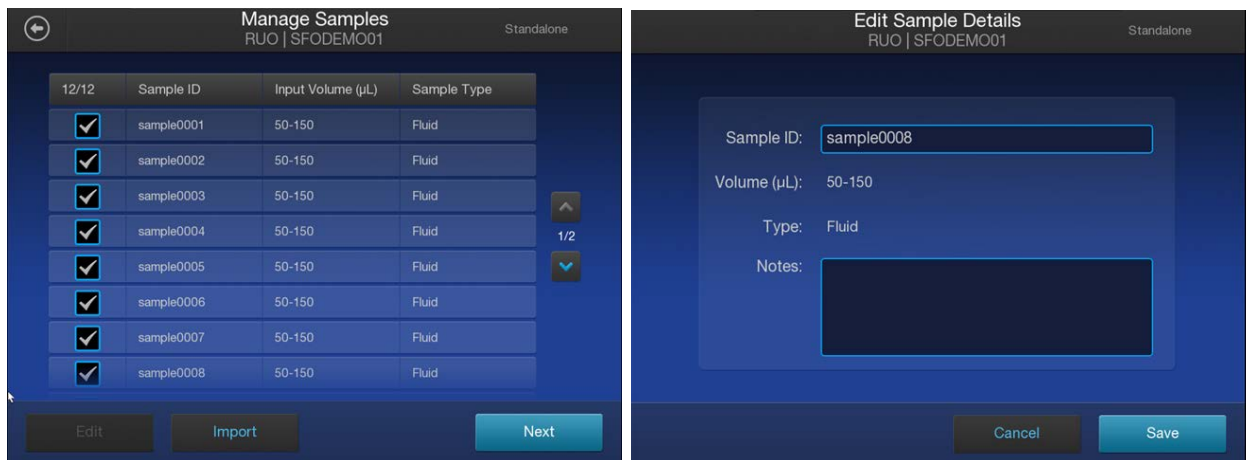 Manage Samples
RUO | SFODEMO01
Standalone
12/12 Sample ID Input Volume (µL) Sample Type
sample0001 50-150 Fluid
sample0002 50-150 Fluid
sample0003 50-150 Fluid
sample0004 50-150 Fluid
sample0005 50-150 Fluid
sample0006 50-150 Fluid
sample0007 50-150 Fluid
sample0008 50-150 Fluid
1/2
Edit Import Next
Edit Sample Details
RUO | SFODEMO01
Standalone
Sample ID: sample0008
Volume (µL): 50-150
Type: Fluid
Notes:
Cancel Save